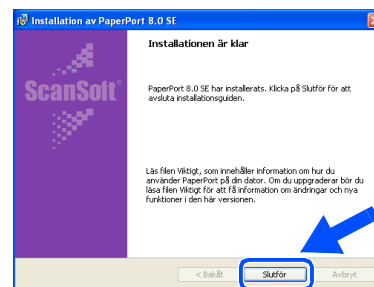 Installation av PaperPort 8.0 SE
ScanSoft
Installationen är klar
PaperPort 8.0 SE har installerats. Klicka på Slutför för att
avsluta installationsguiden.
Läs filen Viktigt, som innehåller information om hur du
använder PaperPort på din dator. Om du uppgraderar bör du
läsa filen Viktigt för att få information om ändringar och nya
funktioner i den här versionen.
< Bakåt
Slutför
Avbryt